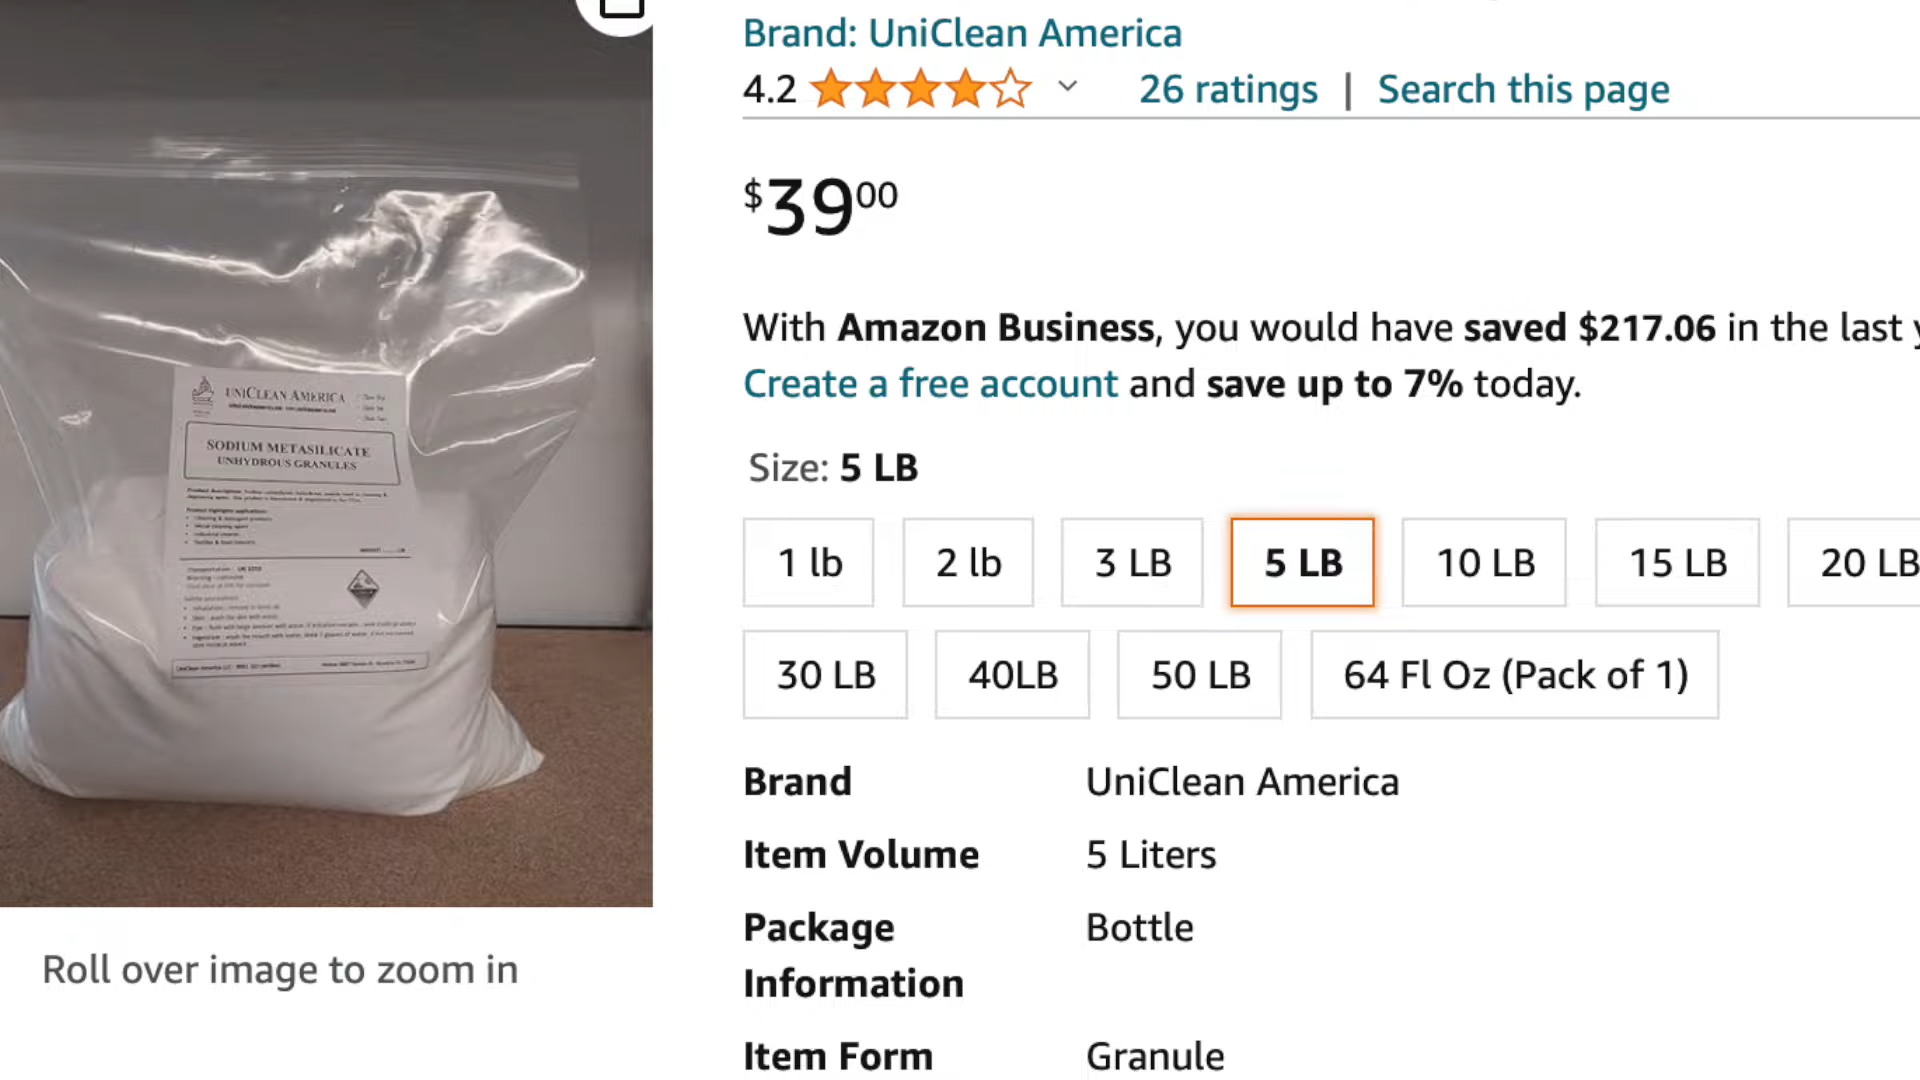 Brand: UniClean America
4.2
26 ratings | Search this page
$39.00
With Amazon Business, you would have saved $217.06 in the last
Create a free account and save up to 7% today.
Size: 5 LB
1 lb
2 lb
3 LB
5 LB
10 LB
15 LB
20 LB
30 LB
40LB
50 LB
64 Fl Oz (Pack of 1)
Brand UniClean America
Item Volume 5 Liters
Package Information Bottle
Item Form Granule
UNICLEAN AMERICA
SODIUM METASILICATE
UNHYDROUS GRANULES
Roll over image to zoom in